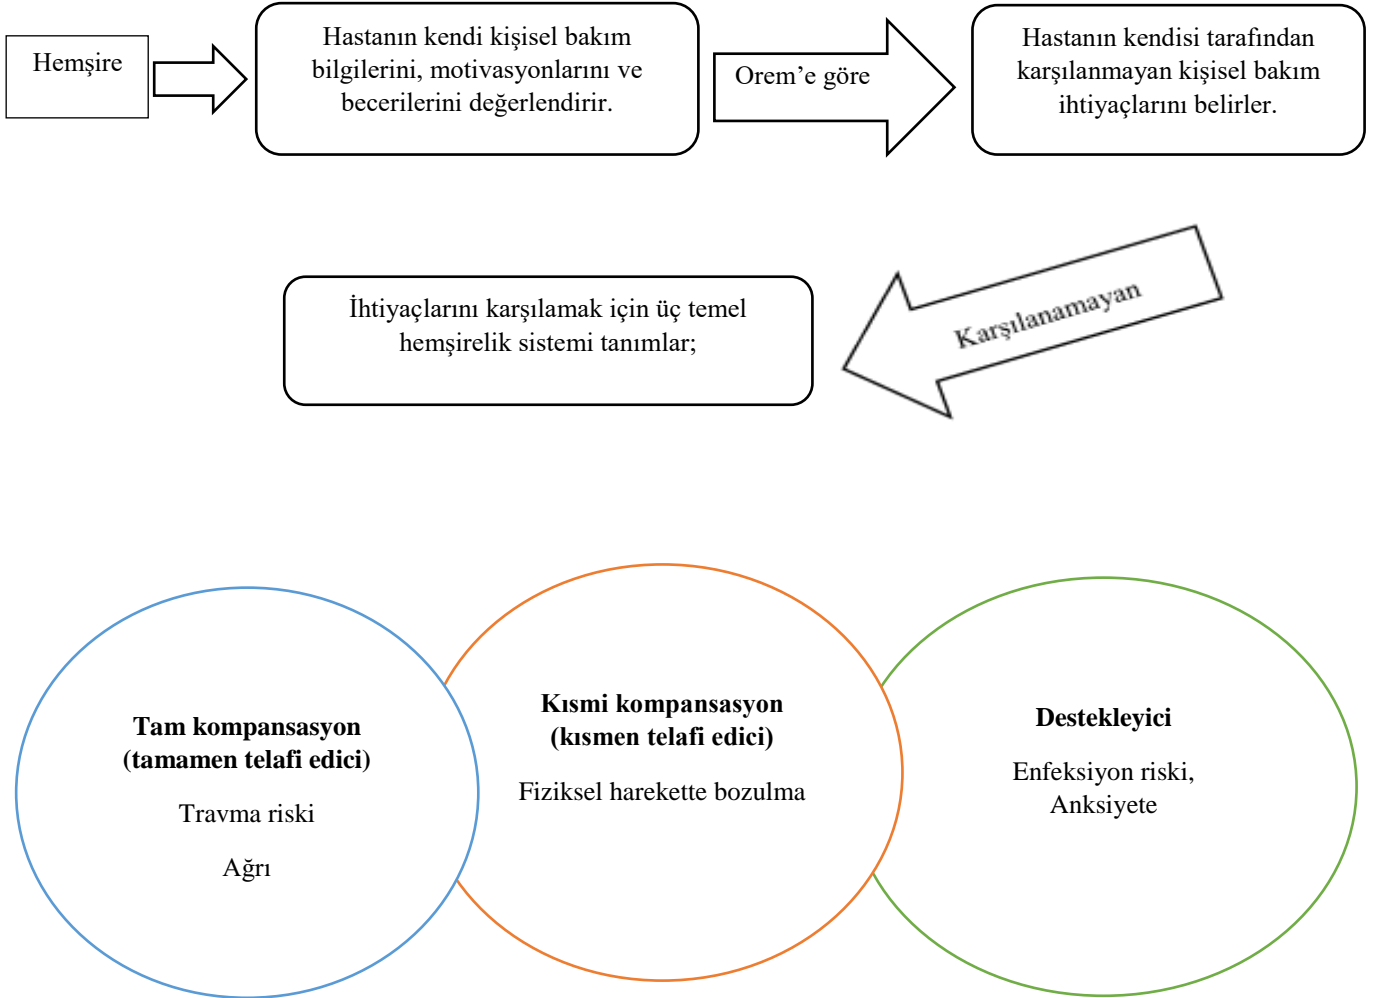 Hemşire
Hastanın kendi kişisel bakım
bilgilerini, motivasyonlarını ve
becerilerini değerlendirir.
Orem’e göre
Hastanın kendisi tarafından
karşılanmayan kişisel bakım
ihtiyaçlarını belirler.
Karşılanamayan
İhtiyaçlarını karşılamak için üç temel
hemşirelik sistemi tanımlar;
Tam kompansasyon
(tamamen telafi edici)
Travma riski
Ağrı
Kısmi kompansasyon
(kısmen telafi edici)
Fiziksel harekette bozulma
Destekleyici
Enfeksiyon riski,
Anksiyete